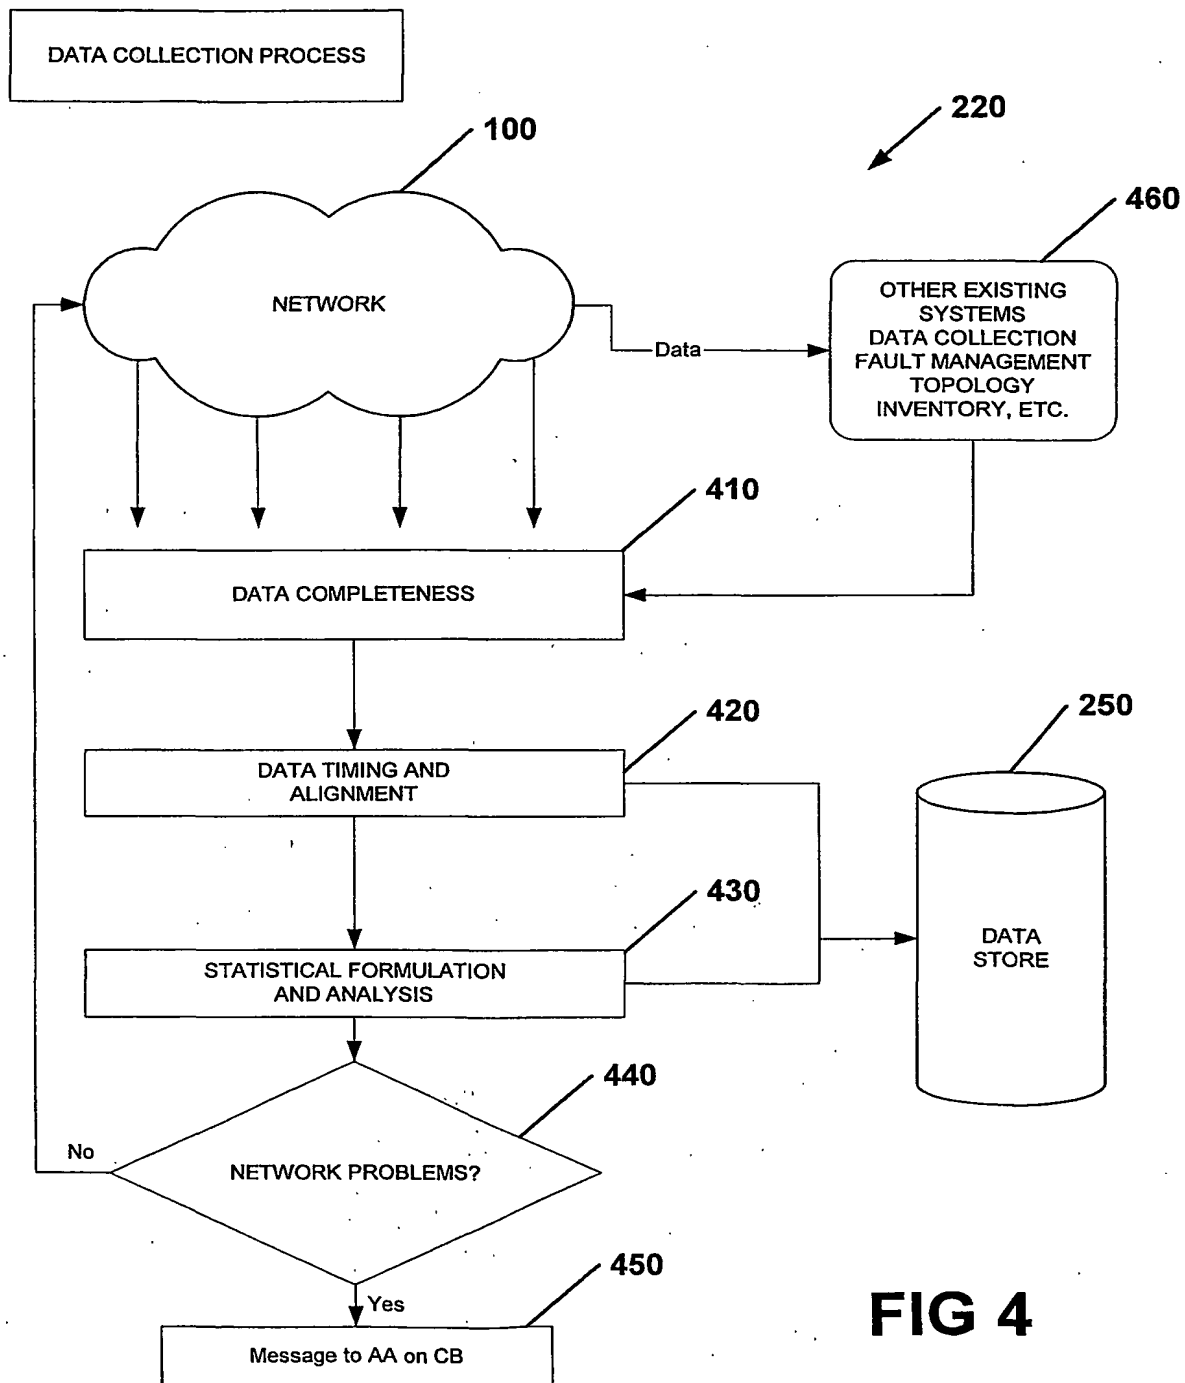 DATA COLLECTION PROCESS
100
220
460
NETWORK
Data
OTHER EXISTING
SYSTEMS
DATA COLLECTION
FAULT MANAGEMENT
TOPOLOGY
INVENTORY, ETC.
410
DATA COMPLETENESS
420
250
DATA TIMING AND
ALIGNMENT
430
STATISTICAL FORMULATION
AND ANALYSIS
DATA
STORE
440
No
NETWORK PROBLEMS?
450
Yes
Message to AA on CB
FIG 4